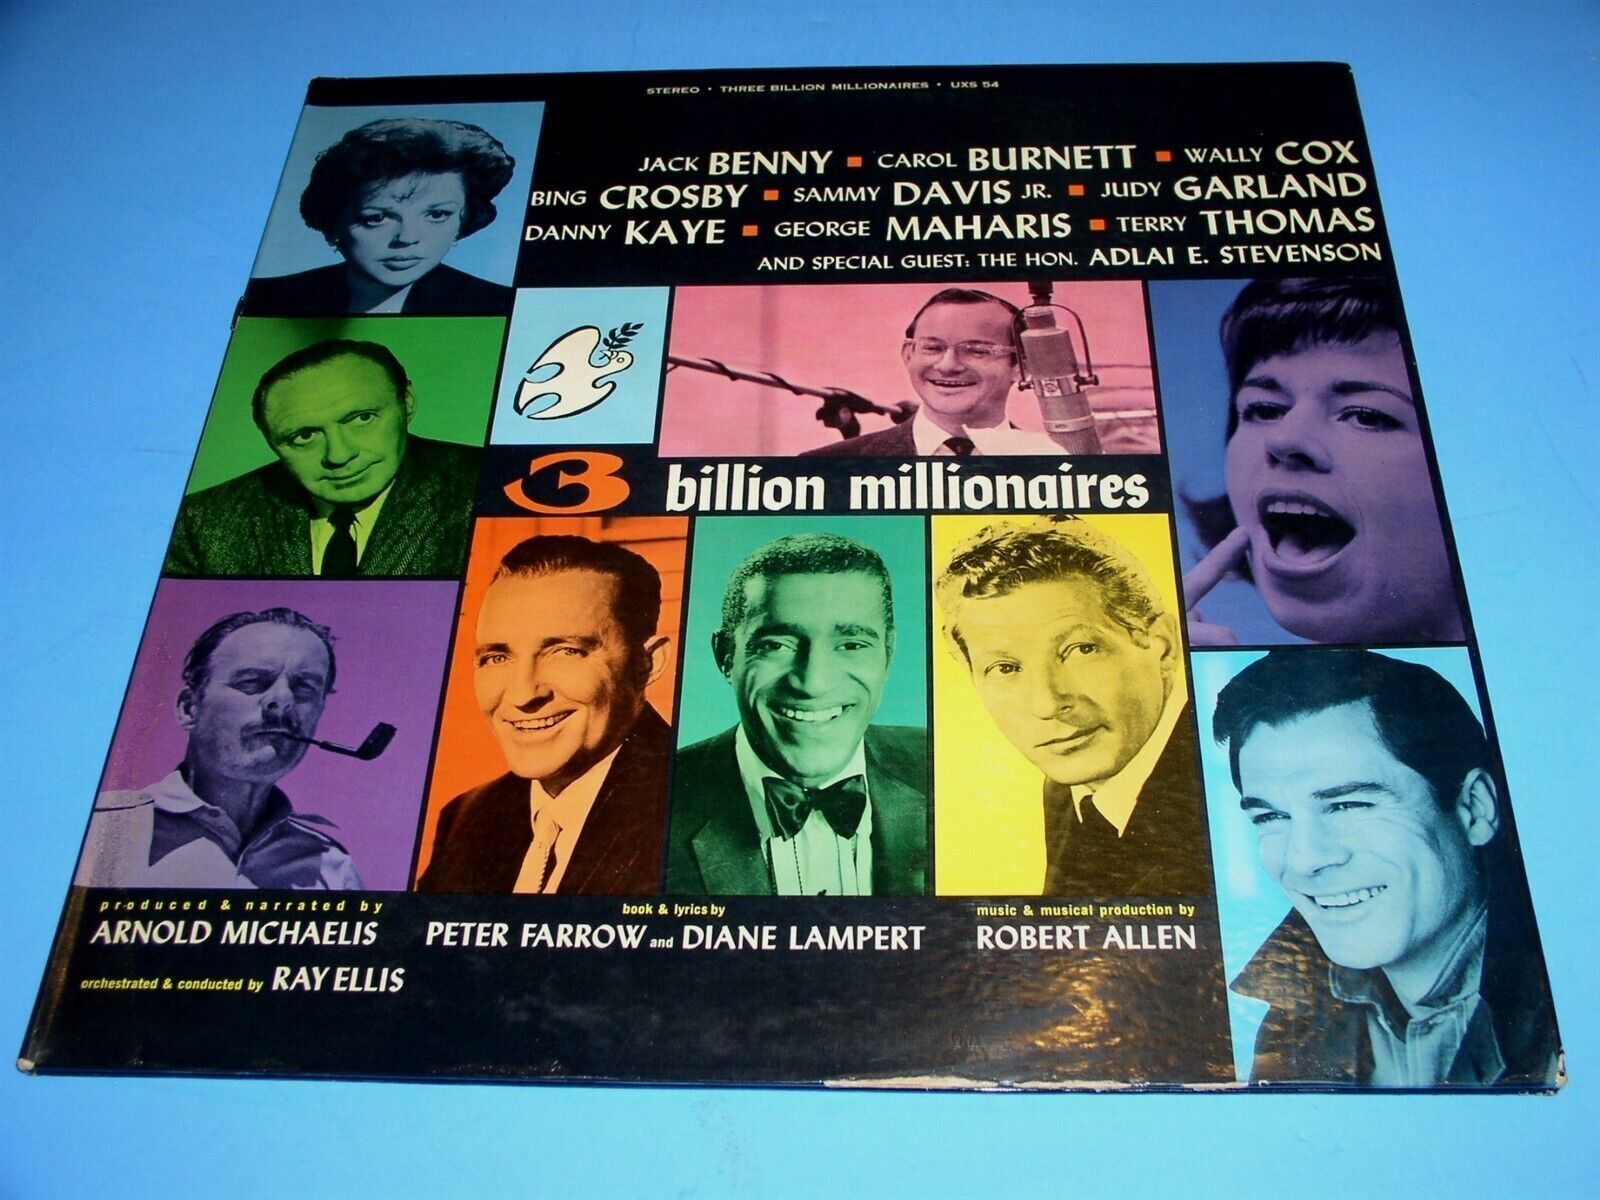 STEREO • THREE BILLION MILLIONAIRES • UXS 54
JACK BENNY ▪ CAROL BURNETT ▪ WALLY COX
BING CROSBY ▪ SAMMY DAVIS JR. ▪ JUDY GARLAND
DANNY KAYE ▪ GEORGE MAHARIS ▪ TERRY THOMAS
AND SPECIAL GUEST: THE HON. ADLAI E. STEVENSON
3 billion millionaires
produced & narrated by
ARNOLD MICHAELIS
book & lyrics by
PETER FARROW and DIANE LAMPERT
music & musical production by
ROBERT ALLEN
orchestrated & conducted by RAY ELLIS